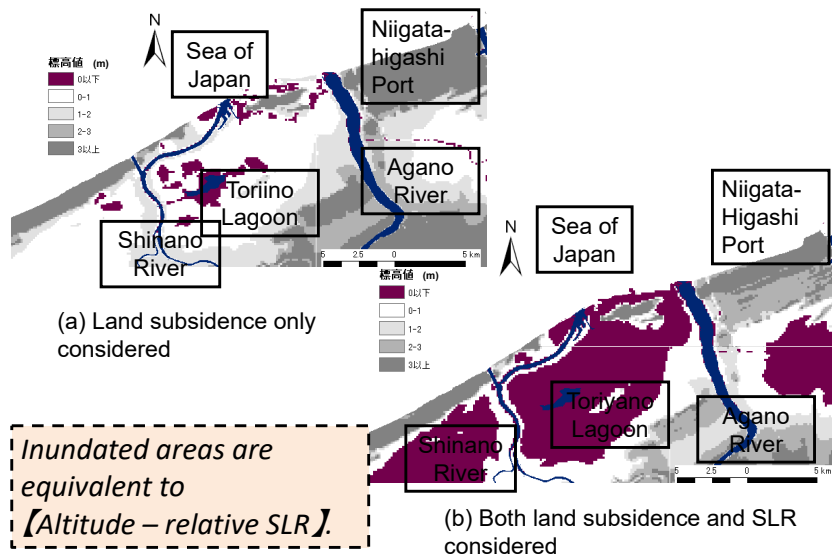 N
Sea of
Japan
Niigata-
higashi
Port
標高値 (m)
0以下
0-1
1-2
2-3
3以上
Toriino
Lagoon
Agano
River
Shinano
River
5 2.5 0 5 km
(a) Land subsidence only
considered
N
Sea of
Japan
Niigata-
Higashi
Port
標高値 (m)
0以下
0-1
1-2
2-3
3以上
Toriyano
Lagoon
Agano
River
Shinano
River
5 2.5 0 5 km
(b) Both land subsidence and SLR
considered
Inundated areas are
equivalent to
【Altitude – relative SLR】.